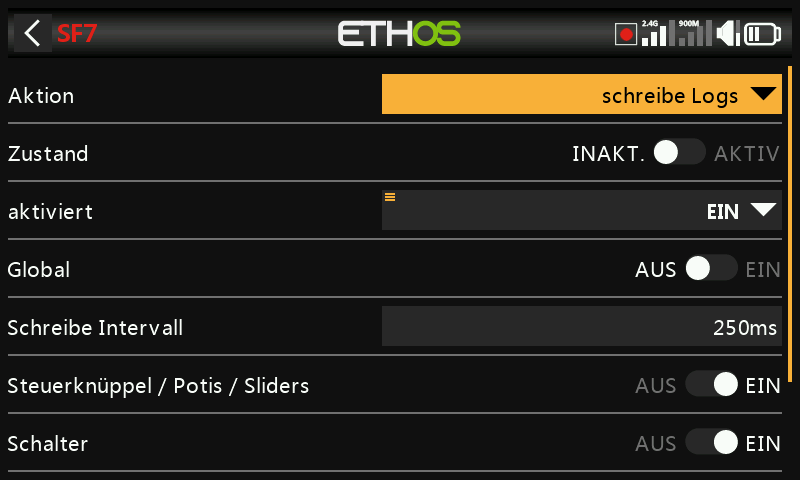 SF7 ETHOS 2.4G 900M
Aktion schreibe Logs
Zustand INAKT. AKTIV
aktiviert EIN
Global AUS EIN
Schreibe Intervall 250ms
Steuerknüppel / Potis / Sliders AUS EIN
Schalter AUS EIN